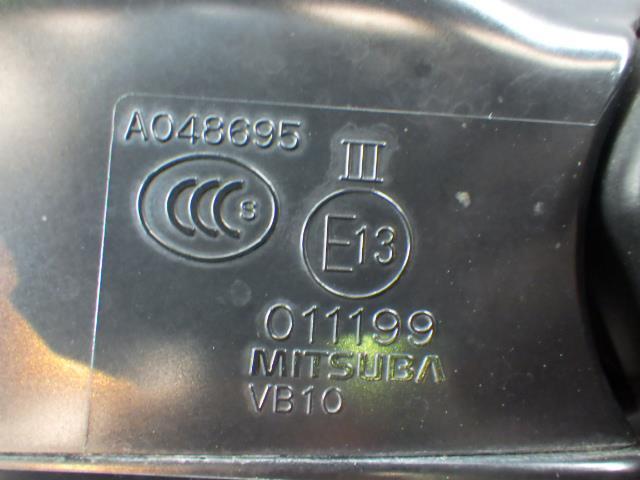 A048695
III
CCC S
E13
011199
MITSUBA
VB10